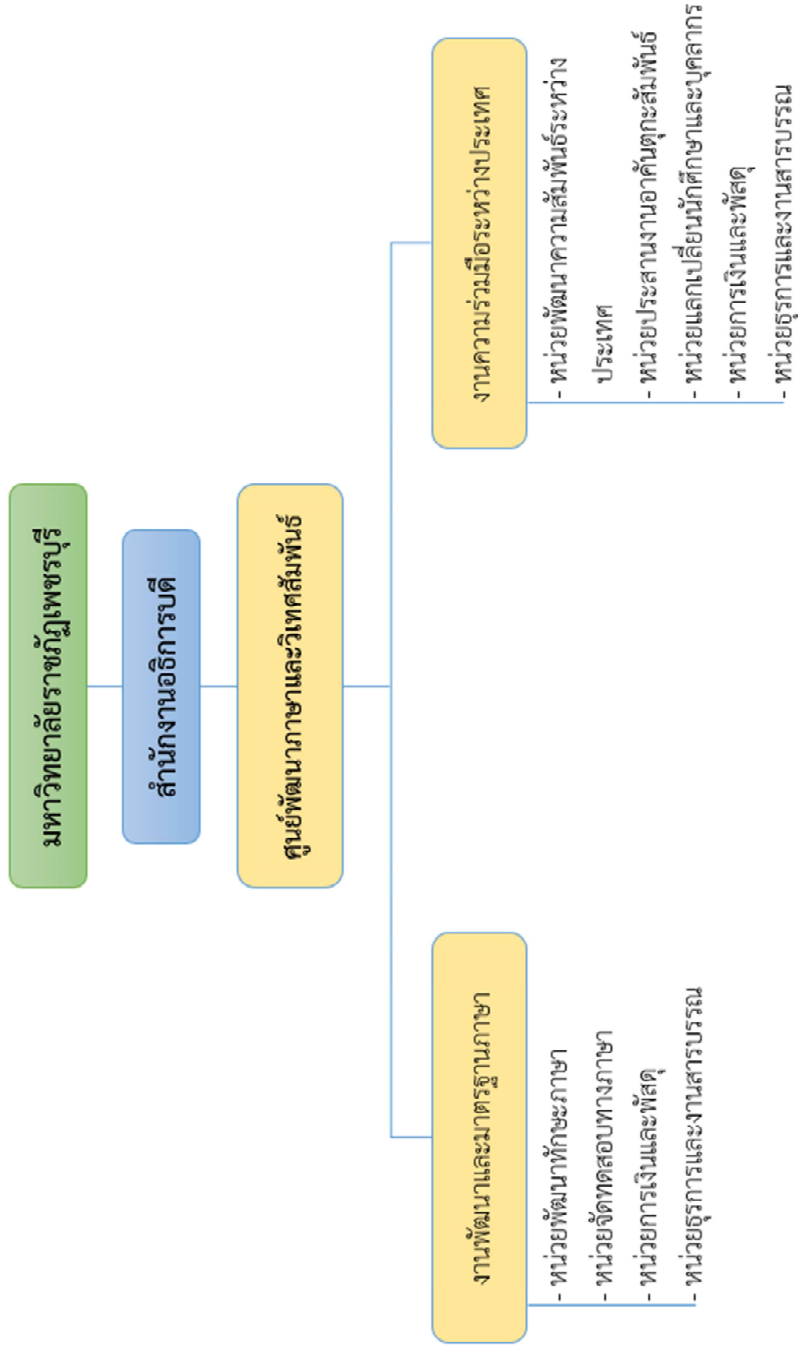 มหาวิทยาลัยราชภัฏเพชรบุรี
สำนักงานอธิการบดี
ศูนย์พัฒนาภาษาและวิเทศสัมพันธ์
งานพัฒนาและมาตรฐานภาษา
- หน่วยพัฒนาทักษะภาษา
- หน่วยจัดทดสอบทางภาษา
- หน่วยการเงินและพัสดุ
- หน่วยธุรการและงานสารบรรณ
งานความร่วมมือระหว่างประเทศ
- หน่วยพัฒนาความสัมพันธ์ระหว่าง
ประเทศ
- หน่วยประสานงานอาคันตุกะสัมพันธ์
- หน่วยแลกเปลี่ยนนักศึกษาและบุคลากร
- หน่วยการเงินและพัสดุ
- หน่วยธุรการและงานสารบรรณ